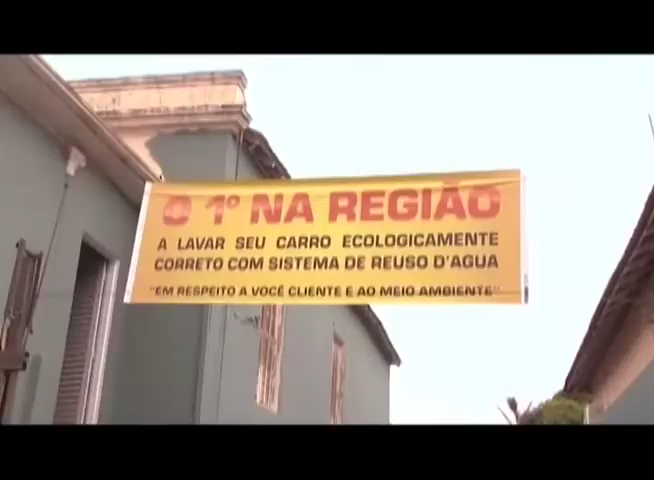 O 1º NA REGIÃO
A LAVAR SEU CARRO ECOLOGICAMENTE
CORRETO COM SISTEMA DE REUSO D'AGUA
"EM RESPEITO A VOCÊ CLIENTE E AO MEIO AMBIENTE"